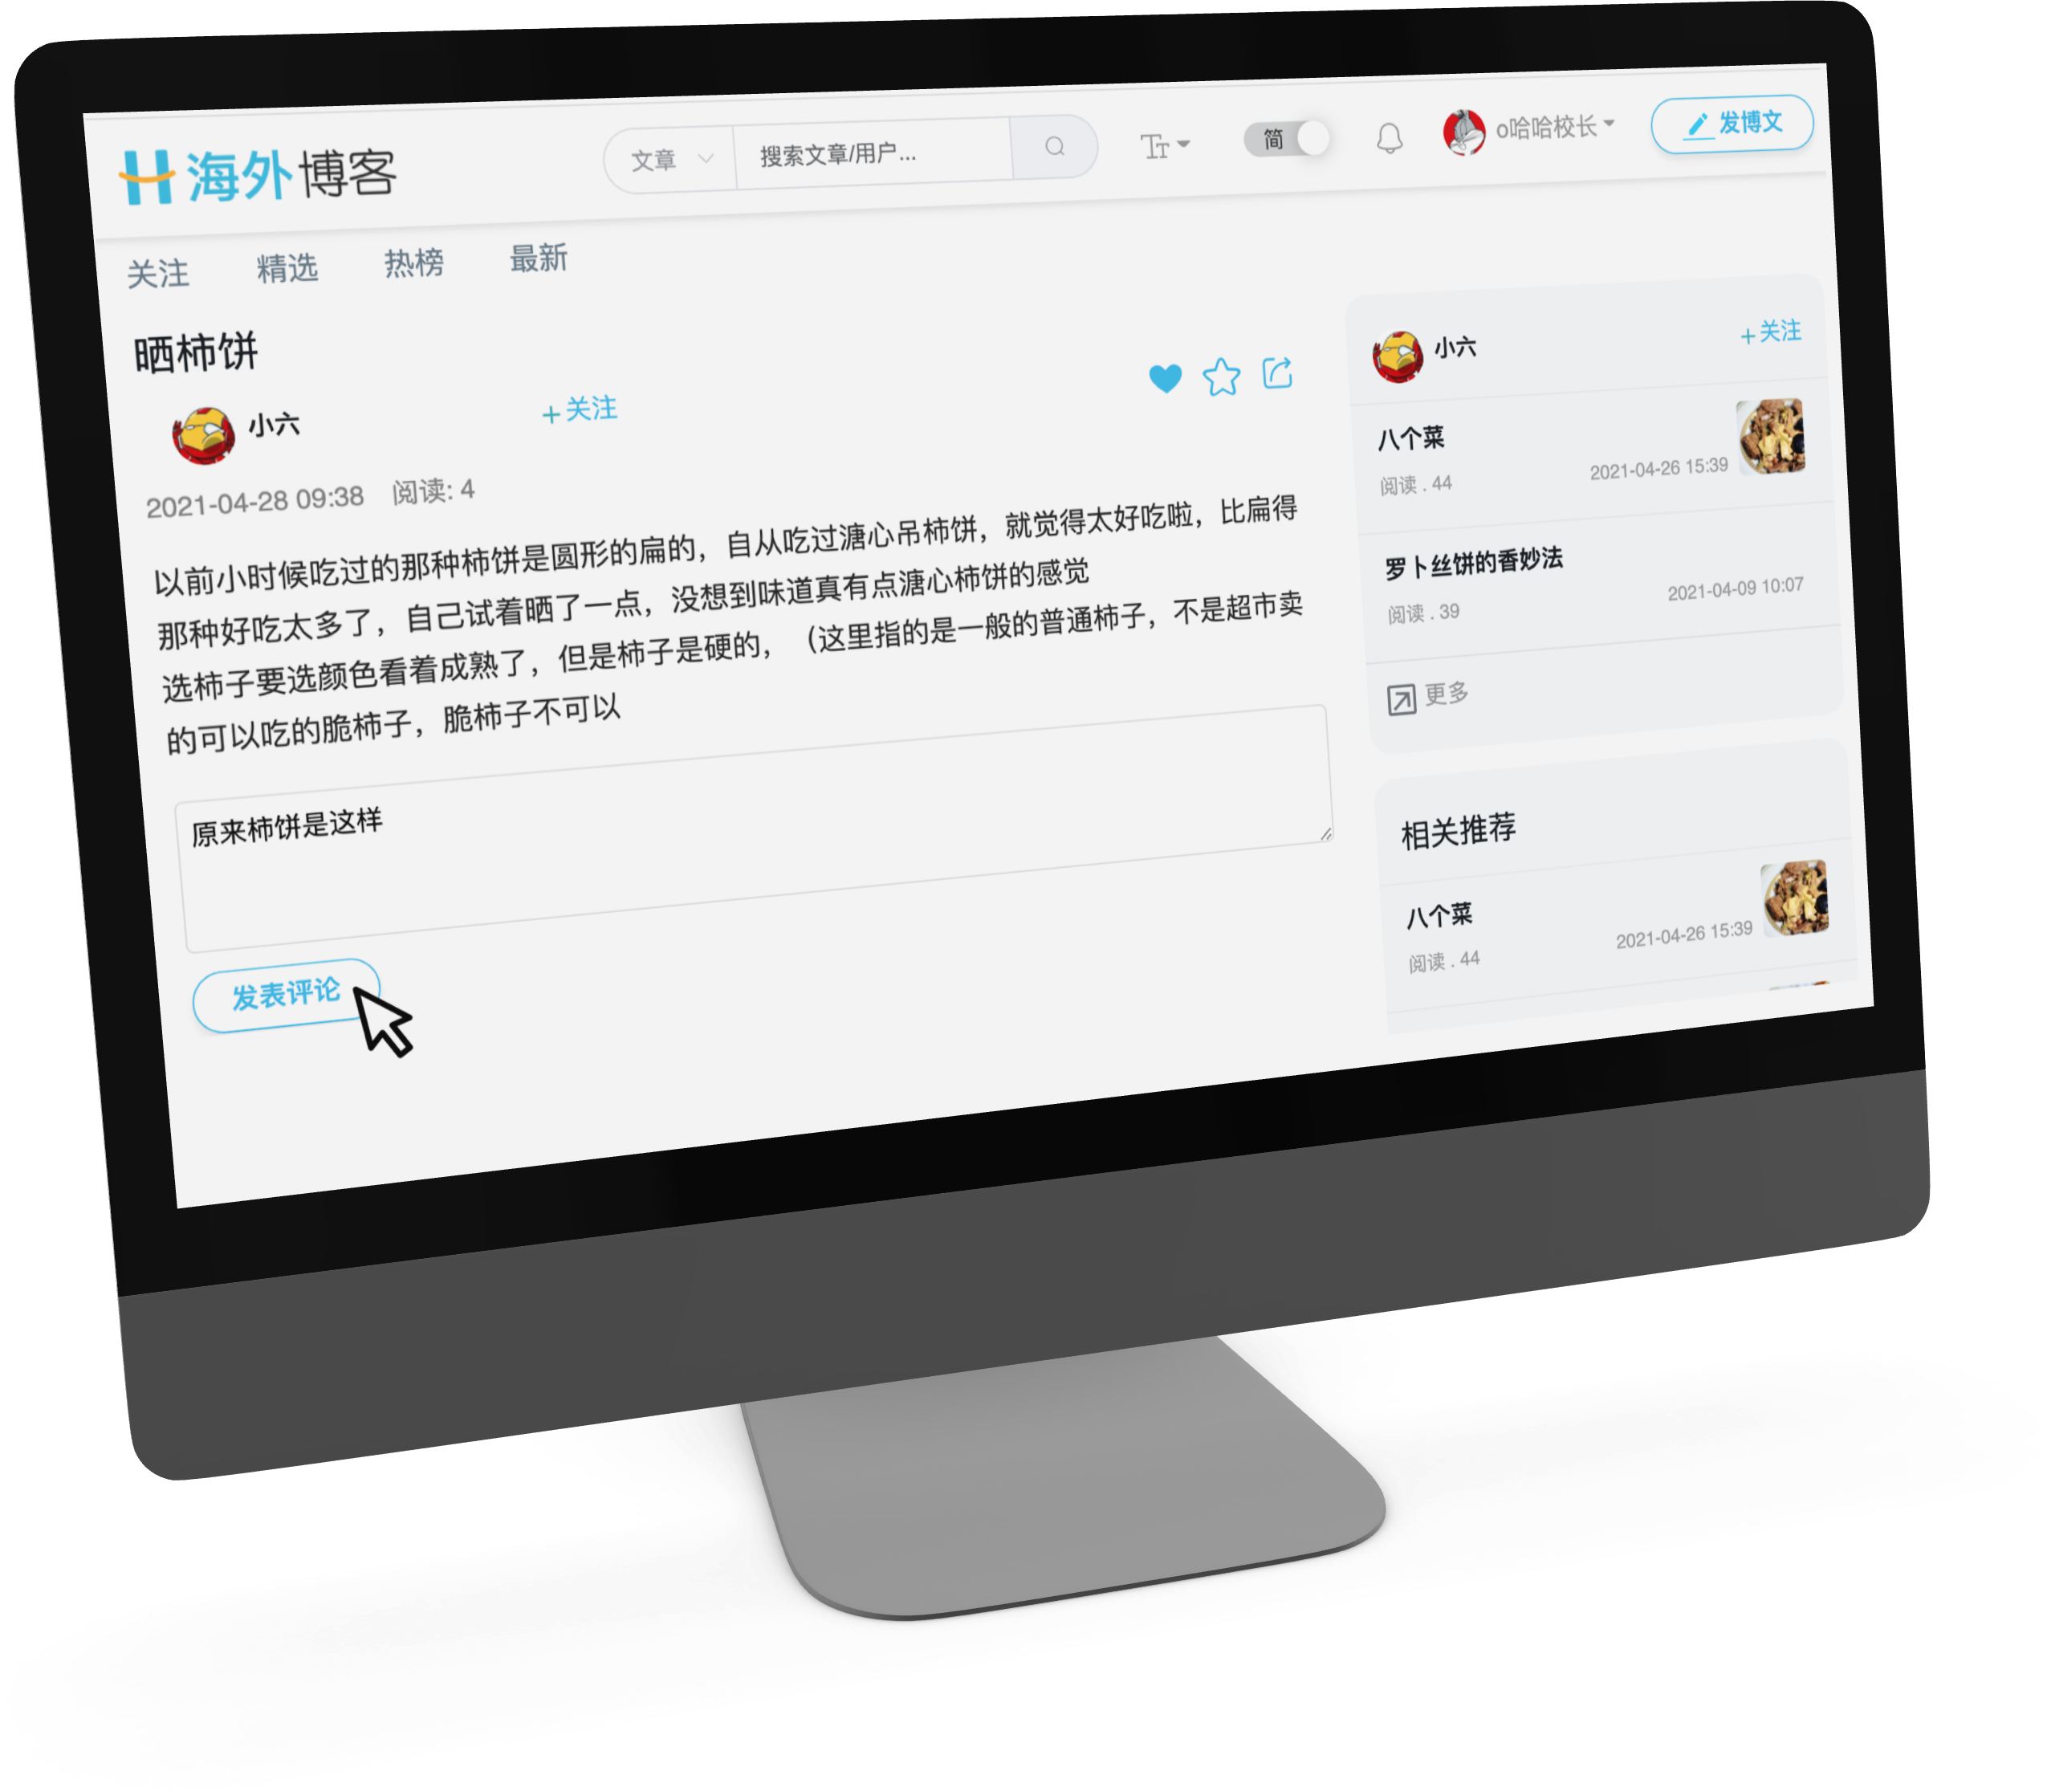 海外博客
文章
搜索文章/用户...
Tт
简
o哈哈校长
发博文
关注 精选 热榜 最新
晒柿饼
小六
+关注
2021-04-28 09:38 阅读: 4
以前小时候吃过的那种柿饼是圆形的扁的，自从吃过溏心吊柿饼，就觉得太好吃啦，比扁得
那种好吃太多了，自己试着晒了一点，没想到味道真有点溏心柿饼的感觉
选柿子要选颜色看着成熟了，但是柿子是硬的，（这里指的是一般的普通柿子，不是超市卖
的可以吃的脆柿子，脆柿子不可以
原来柿饼是这样
发表评论
小六
+关注
八个菜
阅读 . 44
2021-04-26 15:39
罗卜丝饼的香妙法
阅读 . 39
2021-04-09 10:07
更多
相关推荐
八个菜
阅读 . 44
2021-04-26 15:39